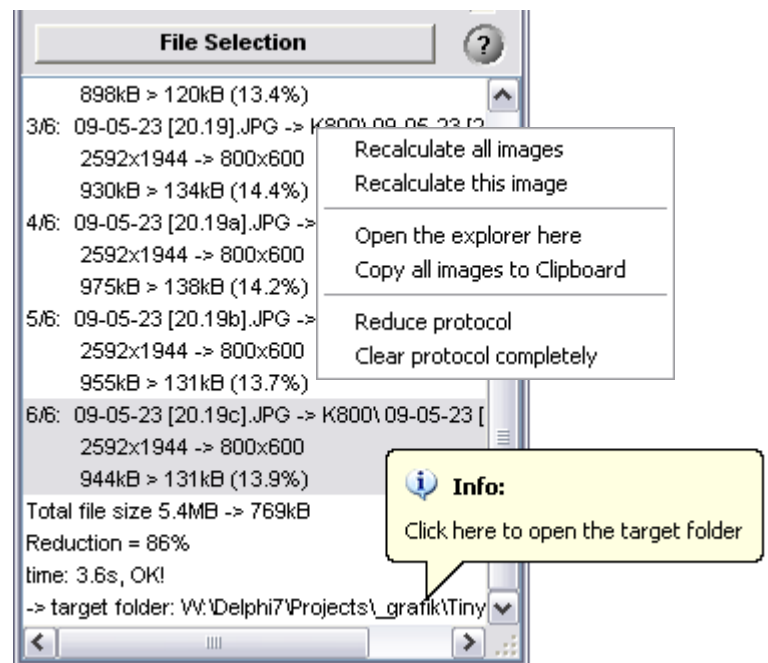 File Selection
?
898kB > 120kB (13.4%)
3/6: 09-05-23 [20.19].JPG -> K800\ 09-05-23 [2
2592x1944 -> 800x600
930kB > 134kB (14.4%)
4/6: 09-05-23 [20.19a].JPG ->
2592x1944 -> 800x600
975kB > 138kB (14.2%)
5/6: 09-05-23 [20.19b].JPG ->
2592x1944 -> 800x600
955kB > 131kB (13.7%)
6/6: 09-05-23 [20.19c].JPG -> K800\ 09-05-23 [
2592x1944 -> 800x600
944kB > 131kB (13.9%)
Total file size 5.4MB -> 769kB
Reduction = 86%
time: 3.6s, OK!
-> target folder: W:\Delphi7\Projects\_grafik\Tiny
Recalculate all images
Recalculate this image
Open the explorer here
Copy all images to Clipboard
Reduce protocol
Clear protocol completely
Info:
Click here to open the target folder